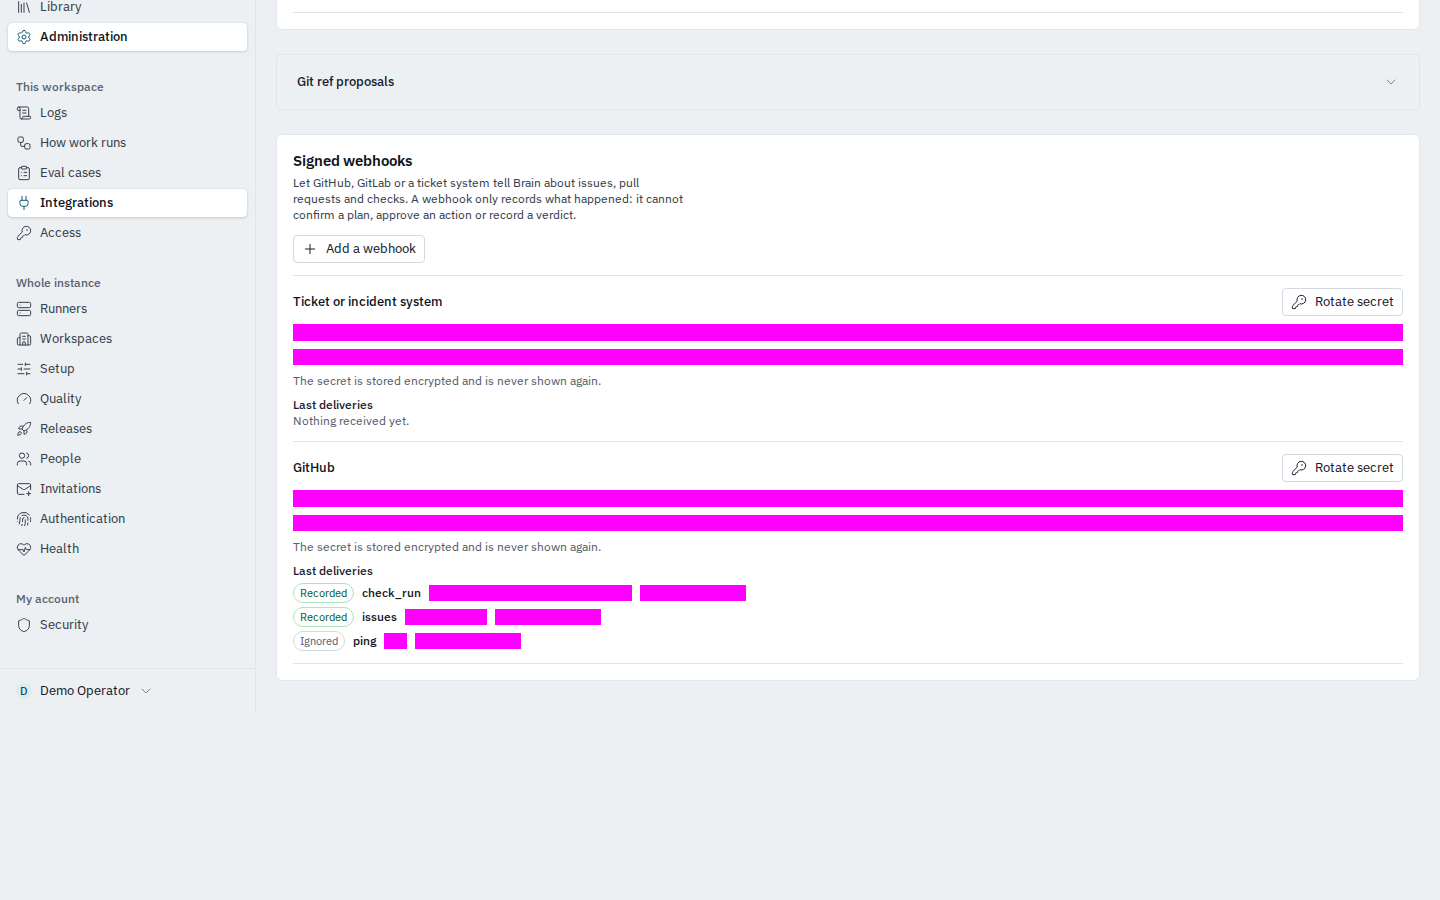 Library
Administration
This workspace
Logs
How work runs
Eval cases
Integrations
Access
Whole instance
Runners
Workspaces
Setup
Quality
Releases
People
Invitations
Authentication
Health
My account
Security
D Demo Operator
Git ref proposals
Signed webhooks
Let GitHub, GitLab or a ticket system tell Brain about issues, pull
requests and checks. A webhook only records what happened: it cannot
confirm a plan, approve an action or record a verdict.
Add a webhook
Ticket or incident system
Rotate secret
The secret is stored encrypted and is never shown again.
Last deliveries
Nothing received yet.
GitHub
Rotate secret
The secret is stored encrypted and is never shown again.
Last deliveries
Recorded check_run
Recorded issues
Ignored ping